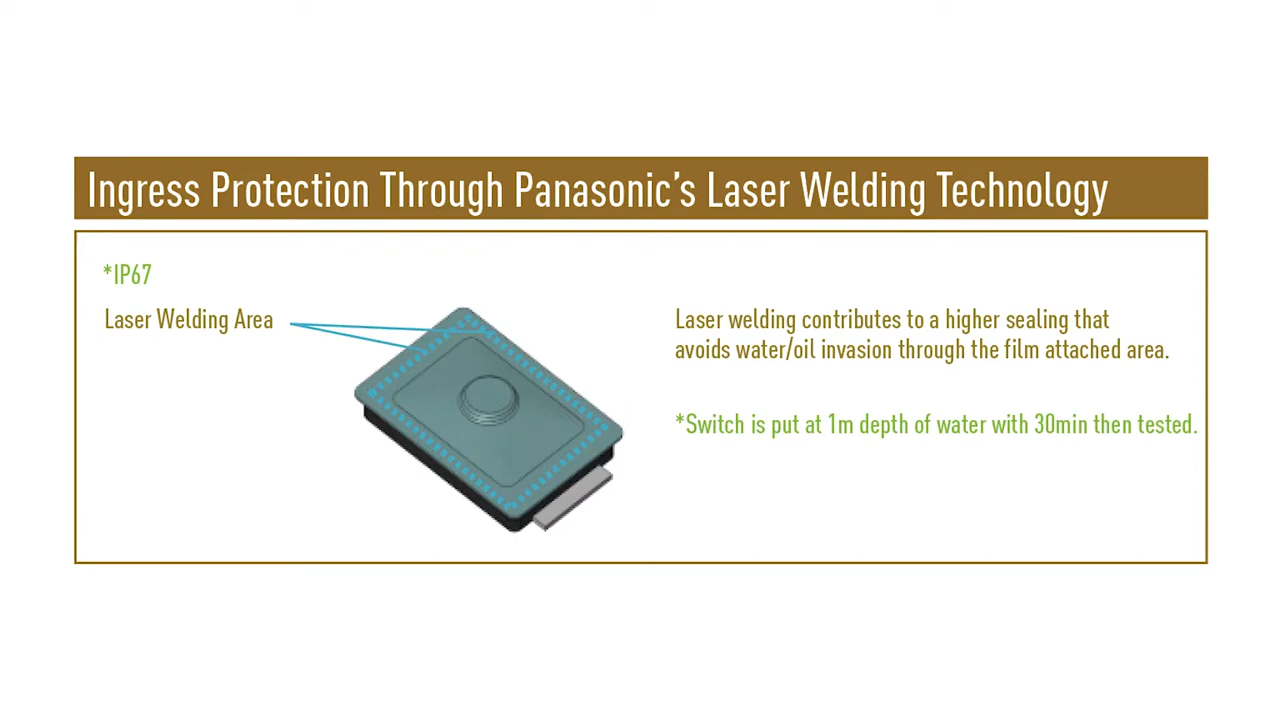 Ingress Protection Through Panasonic’s Laser Welding Technology
*IP67
Laser Welding Area
Laser welding contributes to a higher sealing that
avoids water/oil invasion through the film attached area.
*Switch is put at 1m depth of water with 30min then tested.